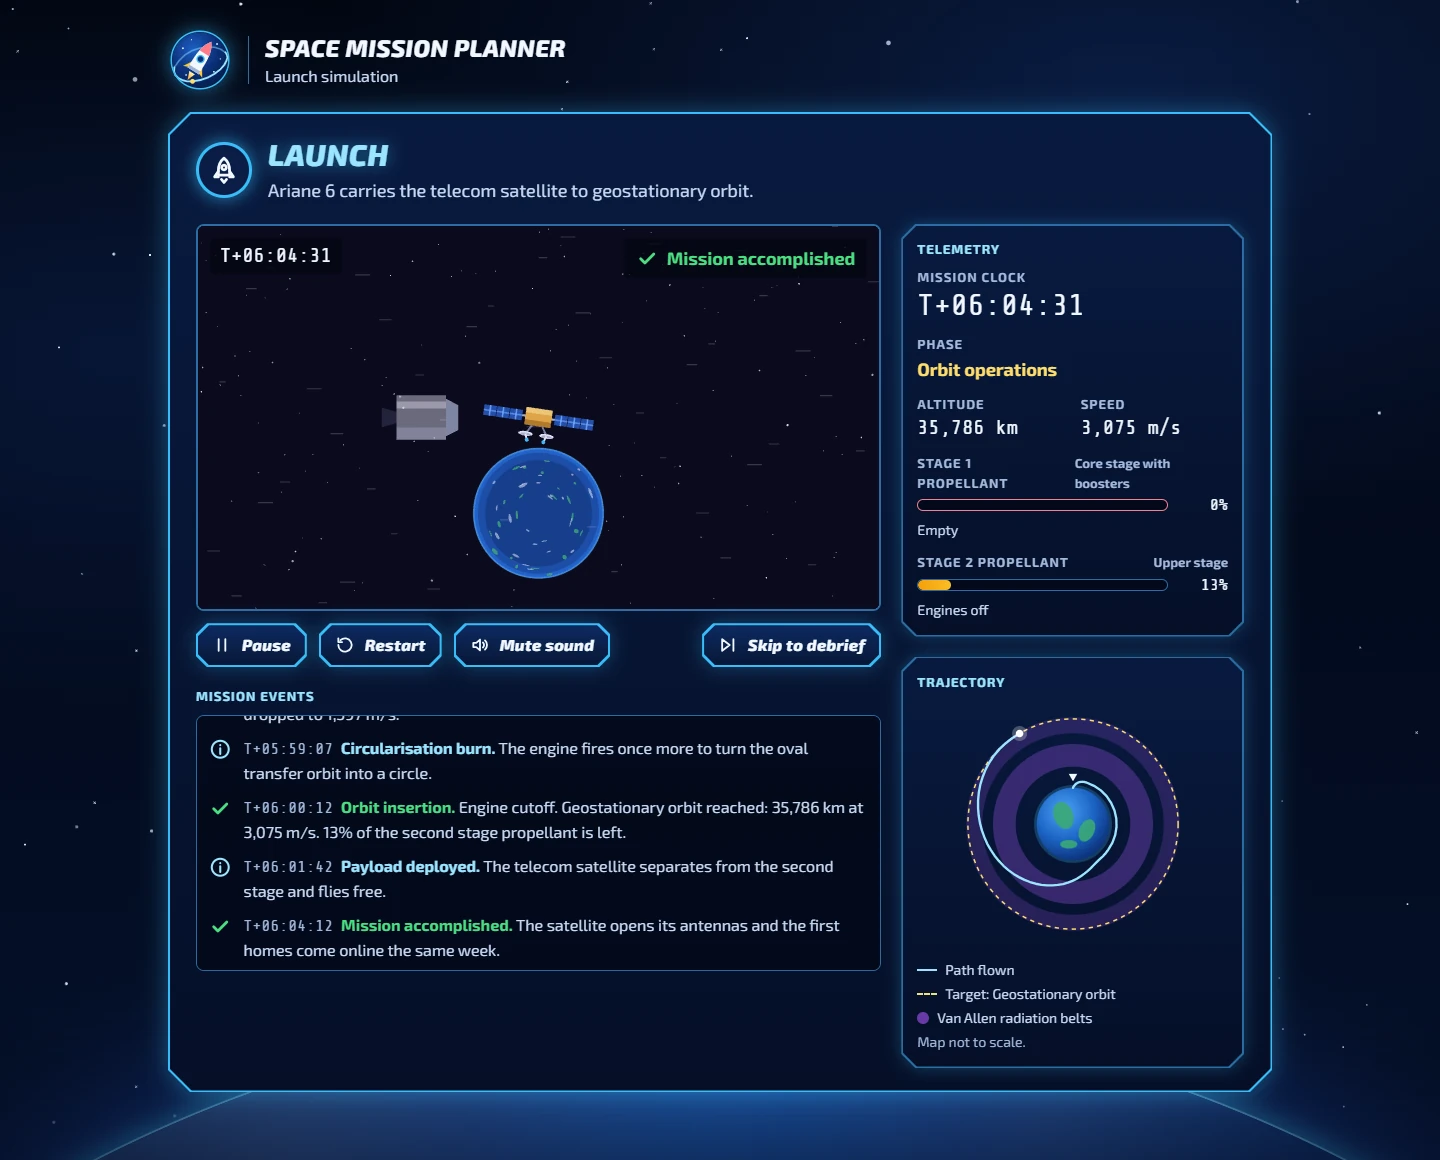 SPACE MISSION PLANNER
Launch simulation
LAUNCH
Ariane 6 carries the telecom satellite to geostationary orbit.
T+06:04:31
Mission accomplished
Pause
Restart
Mute sound
Skip to debrief
MISSION EVENTS
dropped to 1,597 m/s.
T+05:59:07 Circularisation burn. The engine fires once more to turn the oval
transfer orbit into a circle.
T+06:00:12 Orbit insertion. Engine cutoff. Geostationary orbit reached: 35,786 km at
3,075 m/s. 13% of the second stage propellant is left.
T+06:01:42 Payload deployed. The telecom satellite separates from the second
stage and flies free.
T+06:04:12 Mission accomplished. The satellite opens its antennas and the first
homes come online the same week.
TELEMETRY
MISSION CLOCK
T+06:04:31
PHASE
Orbit operations
ALTITUDE SPEED
35,786 km 3,075 m/s
STAGE 1 Core stage with
PROPELLANT boosters
0%
Empty
STAGE 2 PROPELLANT Upper stage
13%
Engines off
TRAJECTORY
Path flown
Target: Geostationary orbit
Van Allen radiation belts
Map not to scale.